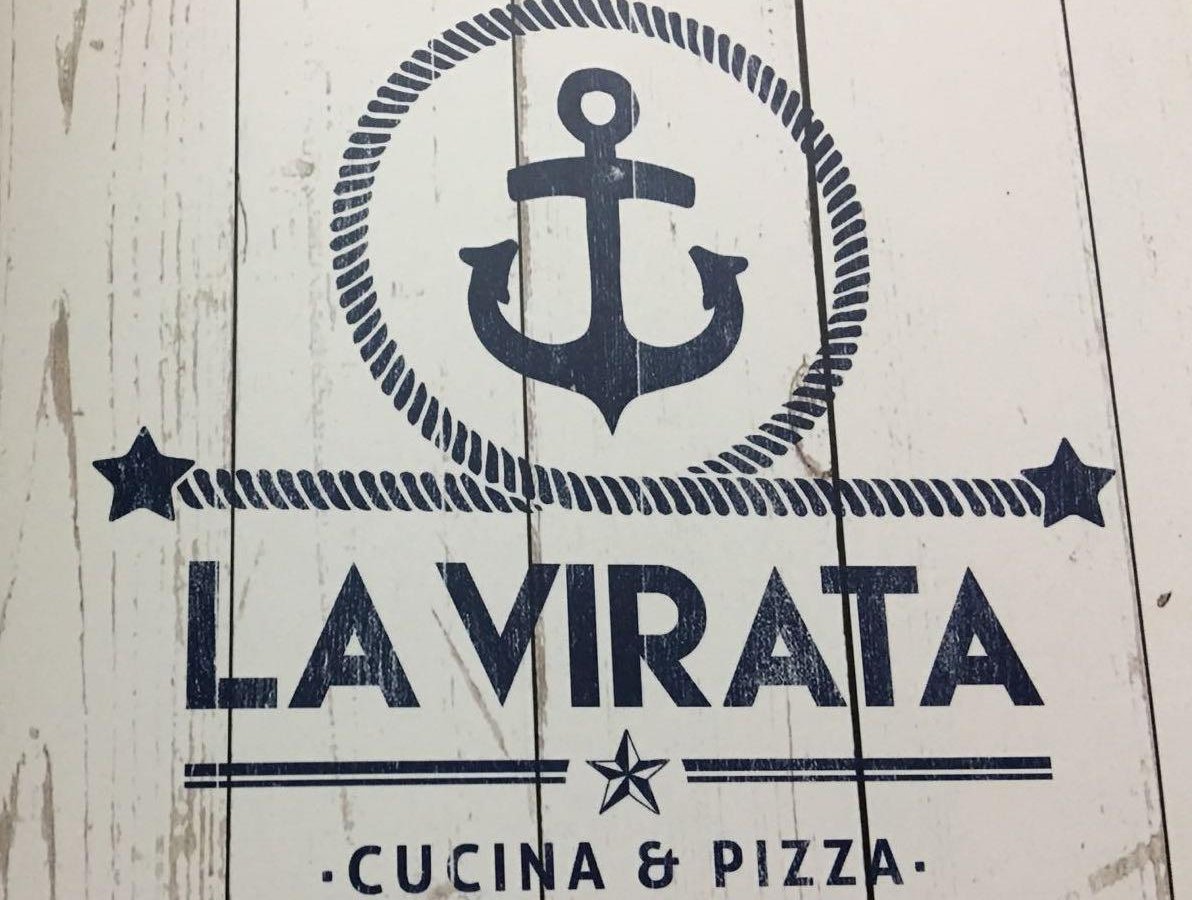 LA VIRATA
· CUCINA & PIZZA ·